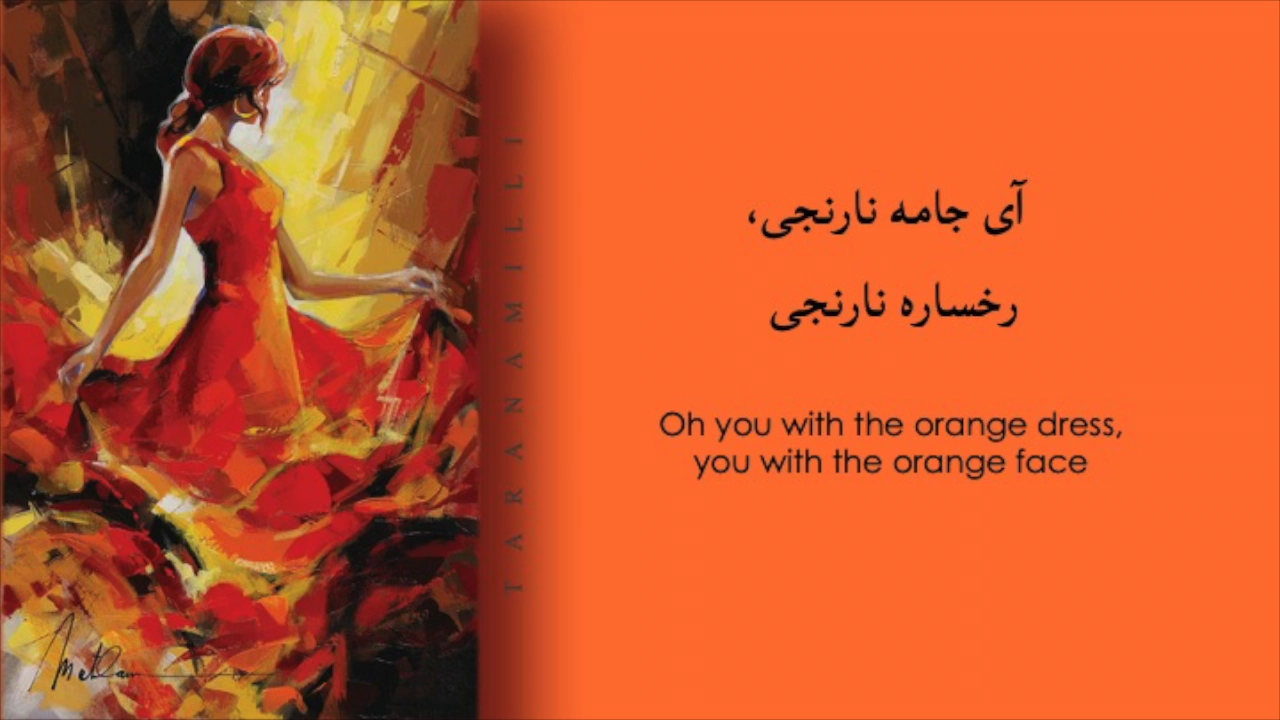 آی جامه نارنجی،
رخساره نارنجی
Oh you with the orange dress,
you with the orange face
TARANAMILLI